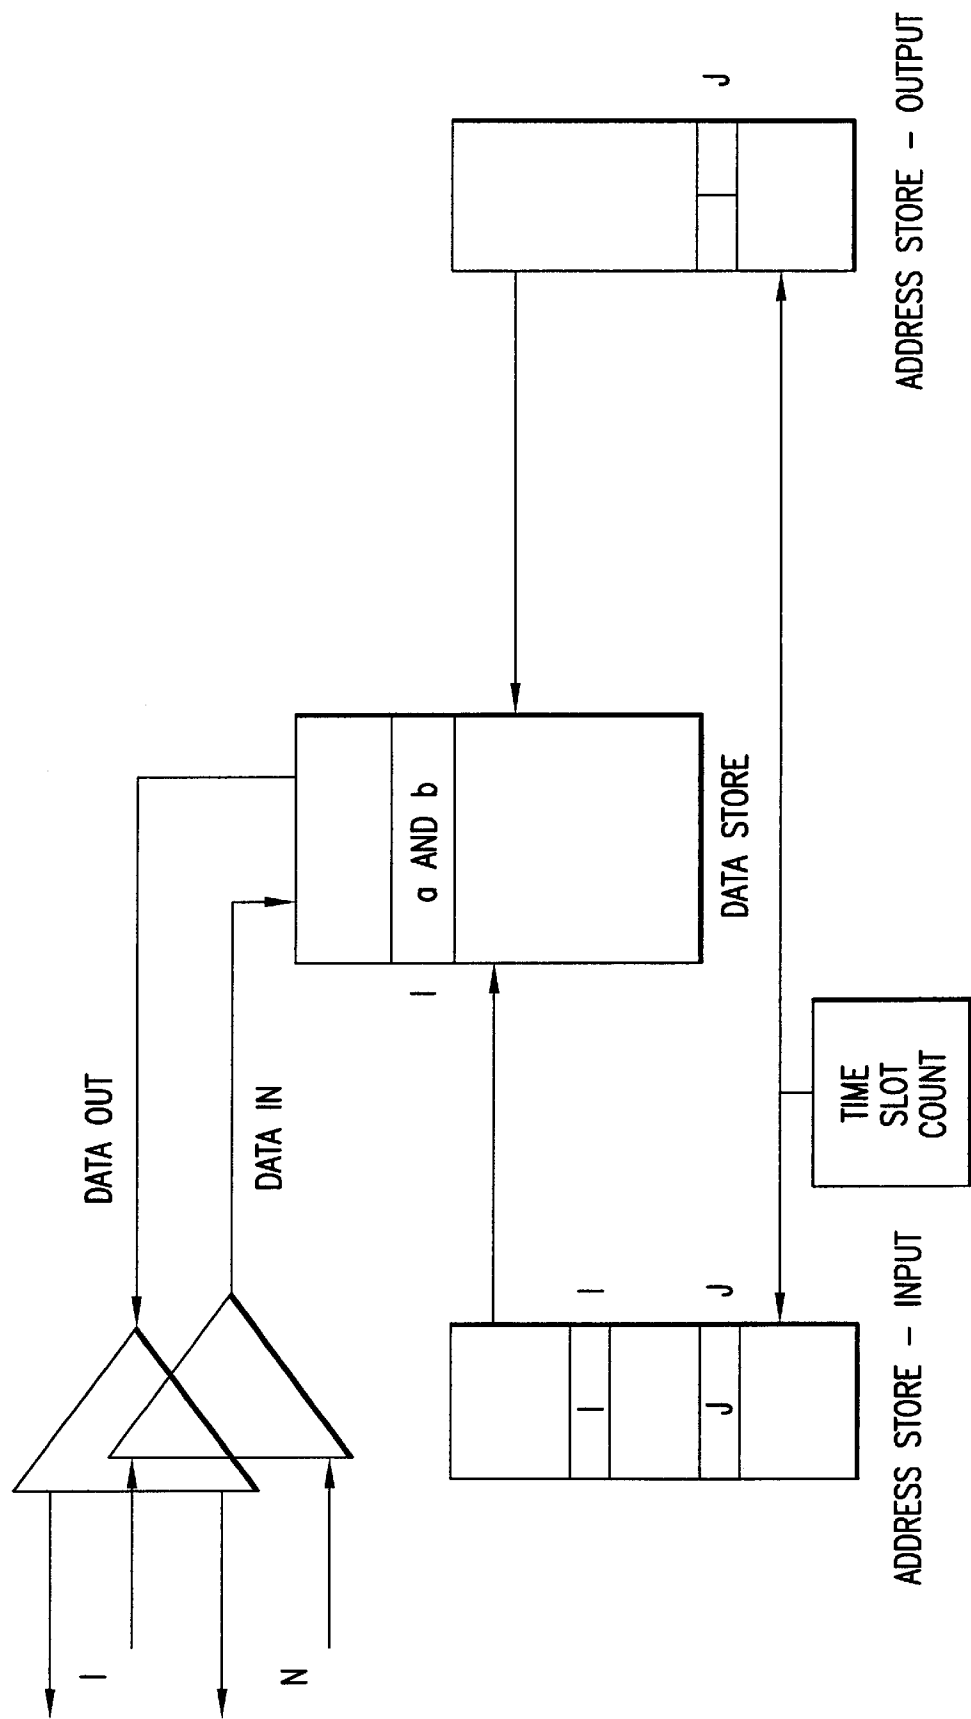 I
DATA OUT
DATA IN
N
I
a AND b
I
I
J
J
J
DATA STORE
TIME
SLOT
COUNT
ADDRESS STORE - INPUT
ADDRESS STORE - OUTPUT